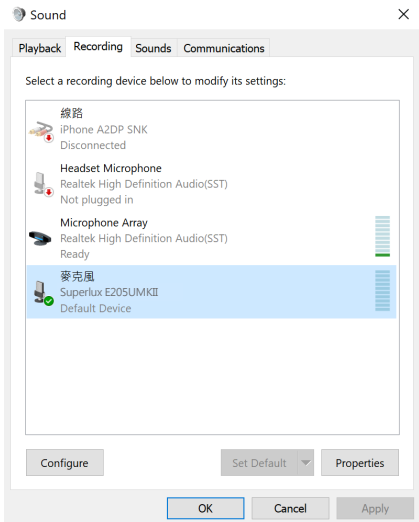 Sound
Playback Recording Sounds Communications
Select a recording device below to modify its settings:
線路
iPhone A2DP SNK
Disconnected
Headset Microphone
Realtek High Definition Audio(SST)
Not plugged in
Microphone Array
Realtek High Definition Audio(SST)
Ready
麥克風
Superlux E205UMKII
Default Device
Configure Set Default Properties
OK Cancel Apply